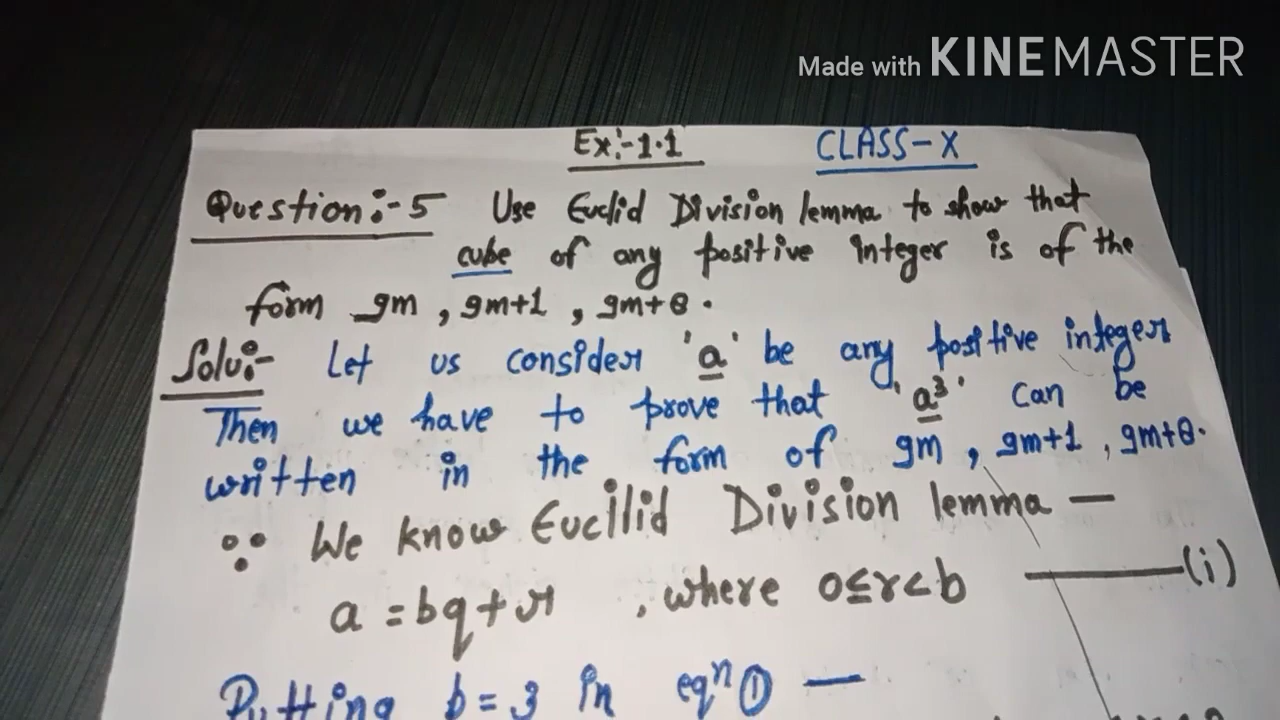 Made with KINEMASTER
Ex:-1.1 CLASS-X
Question:-5 Use Euclid Division lemma to show that
cube of any positive integer is of the
form 9m, 9m+1, 9m+8.
Solu:- Let us consider 'a' be any positive integer
Then we have to prove that 'a³' can be
written in the form of 9m, 9m+1, 9m+8.
∵ We know Eucilid Division lemma —
a = bq + r , where 0≤r<b ——— (i)
Putting b = 3 in eqⁿ ① —